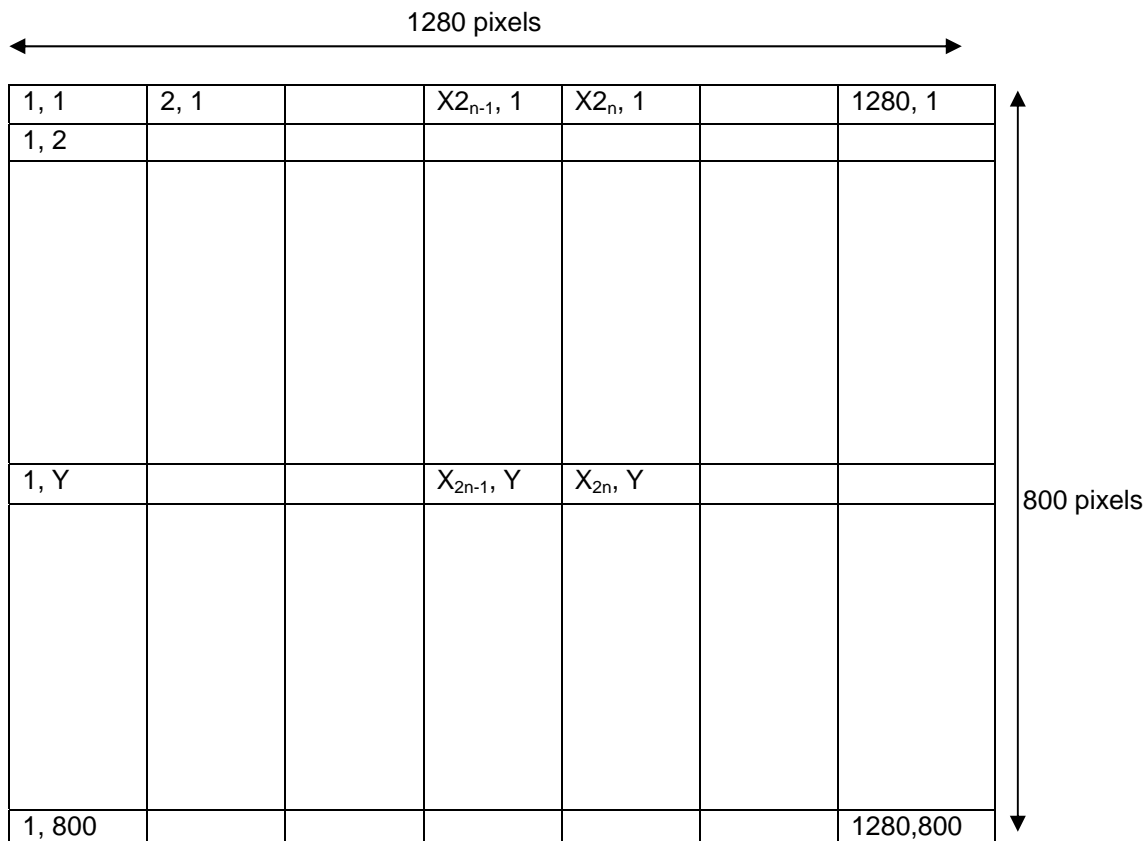 1280 pixels
1, 1 2, 1 X2ₙ₋₁, 1 X2ₙ, 1 1280, 1
1, 2
1, Y X₂ₙ₋₁, Y X₂ₙ, Y
800 pixels
1, 800 1280,800